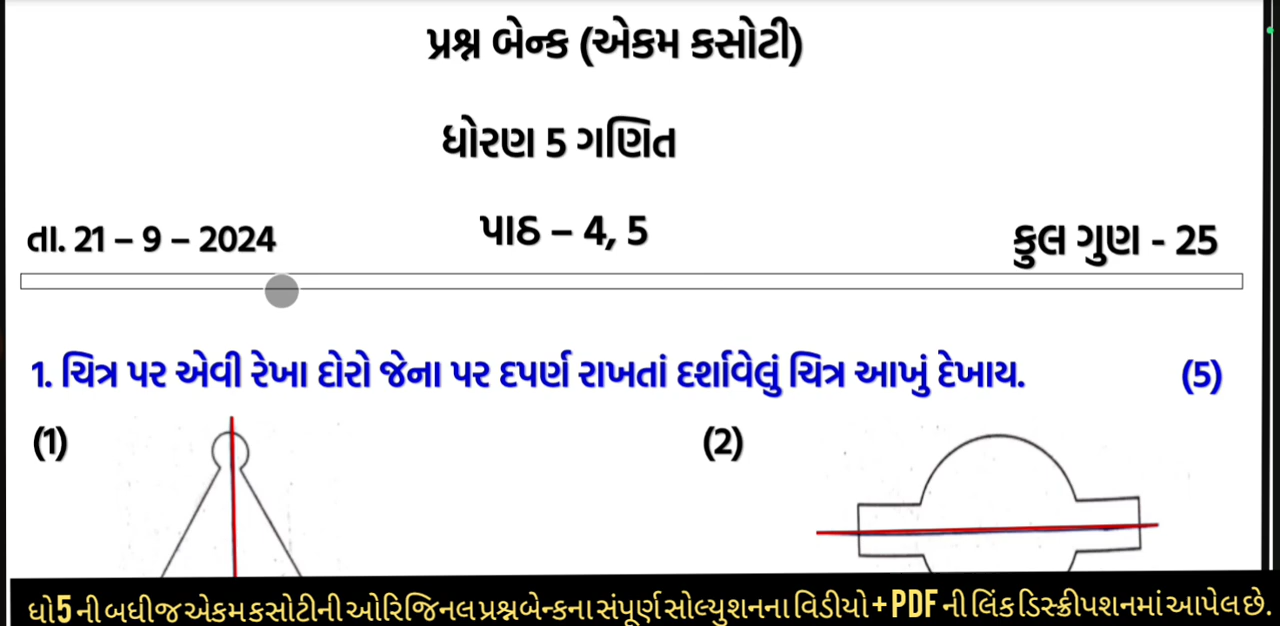 પ્રશ્ન બેન્ક (એકમ કસોટી)
ધોરણ 5 ગણિત
પાઠ – 4, 5
તા. 21 – 9 – 2024
કુલ ગુણ - 25
1. ચિત્ર પર એવી રેખા દોરો જેના પર દપર્ણ રાખતાં દર્શાવેલું ચિત્ર આખું દેખાય. (5)
(1) (2)
ધો5 ની બધીજ એકમ કસોટીની ઓરિજિનલ પ્રશ્ન બેન્કના સંપૂર્ણ સોલ્યુશનના વિડીયો + PDF ની લિંક ડિસ્ક્રીપશનમાં આપેલ છે.